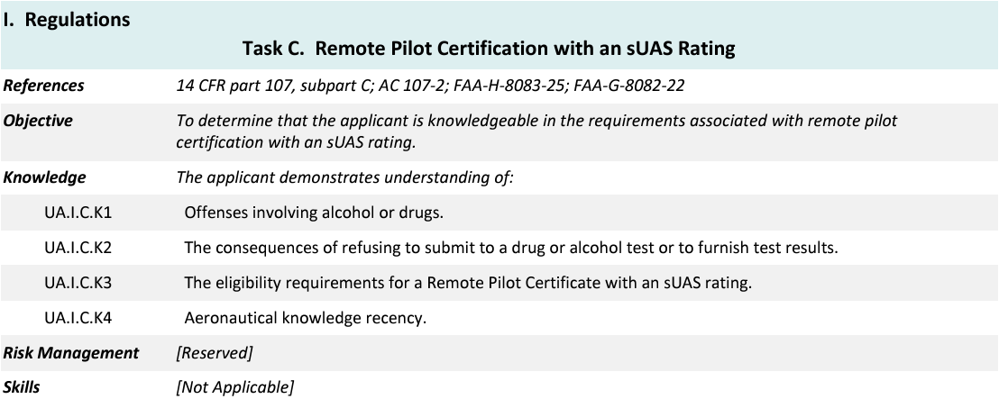 I. Regulations
Task C. Remote Pilot Certification with an sUAS Rating
References 14 CFR part 107, subpart C; AC 107-2; FAA-H-8083-25; FAA-G-8082-22
Objective To determine that the applicant is knowledgeable in the requirements associated with remote pilot
certification with an sUAS rating.
Knowledge The applicant demonstrates understanding of:
UA.I.C.K1 Offenses involving alcohol or drugs.
UA.I.C.K2 The consequences of refusing to submit to a drug or alcohol test or to furnish test results.
UA.I.C.K3 The eligibility requirements for a Remote Pilot Certificate with an sUAS rating.
UA.I.C.K4 Aeronautical knowledge recency.
Risk Management [Reserved]
Skills [Not Applicable]